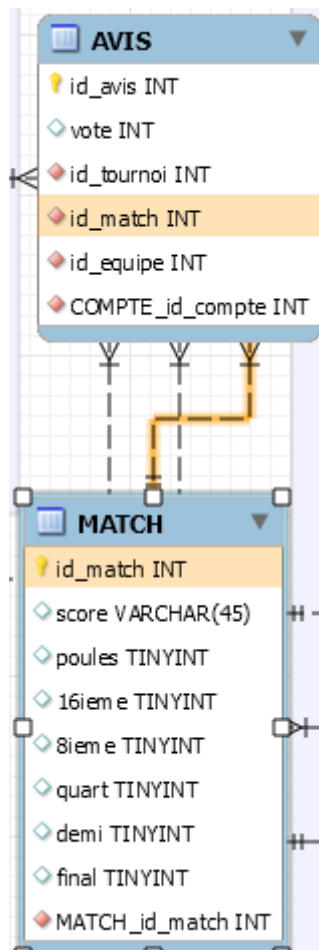 AVIS
id_avis INT
vote INT
id_tournoi INT
id_match INT
id_equipe INT
COMPTE_id_compte INT
MATCH
id_match INT
score VARCHAR(45)
poules TINYINT
16ieme TINYINT
8ieme TINYINT
quart TINYINT
demi TINYINT
final TINYINT
MATCH_id_match INT